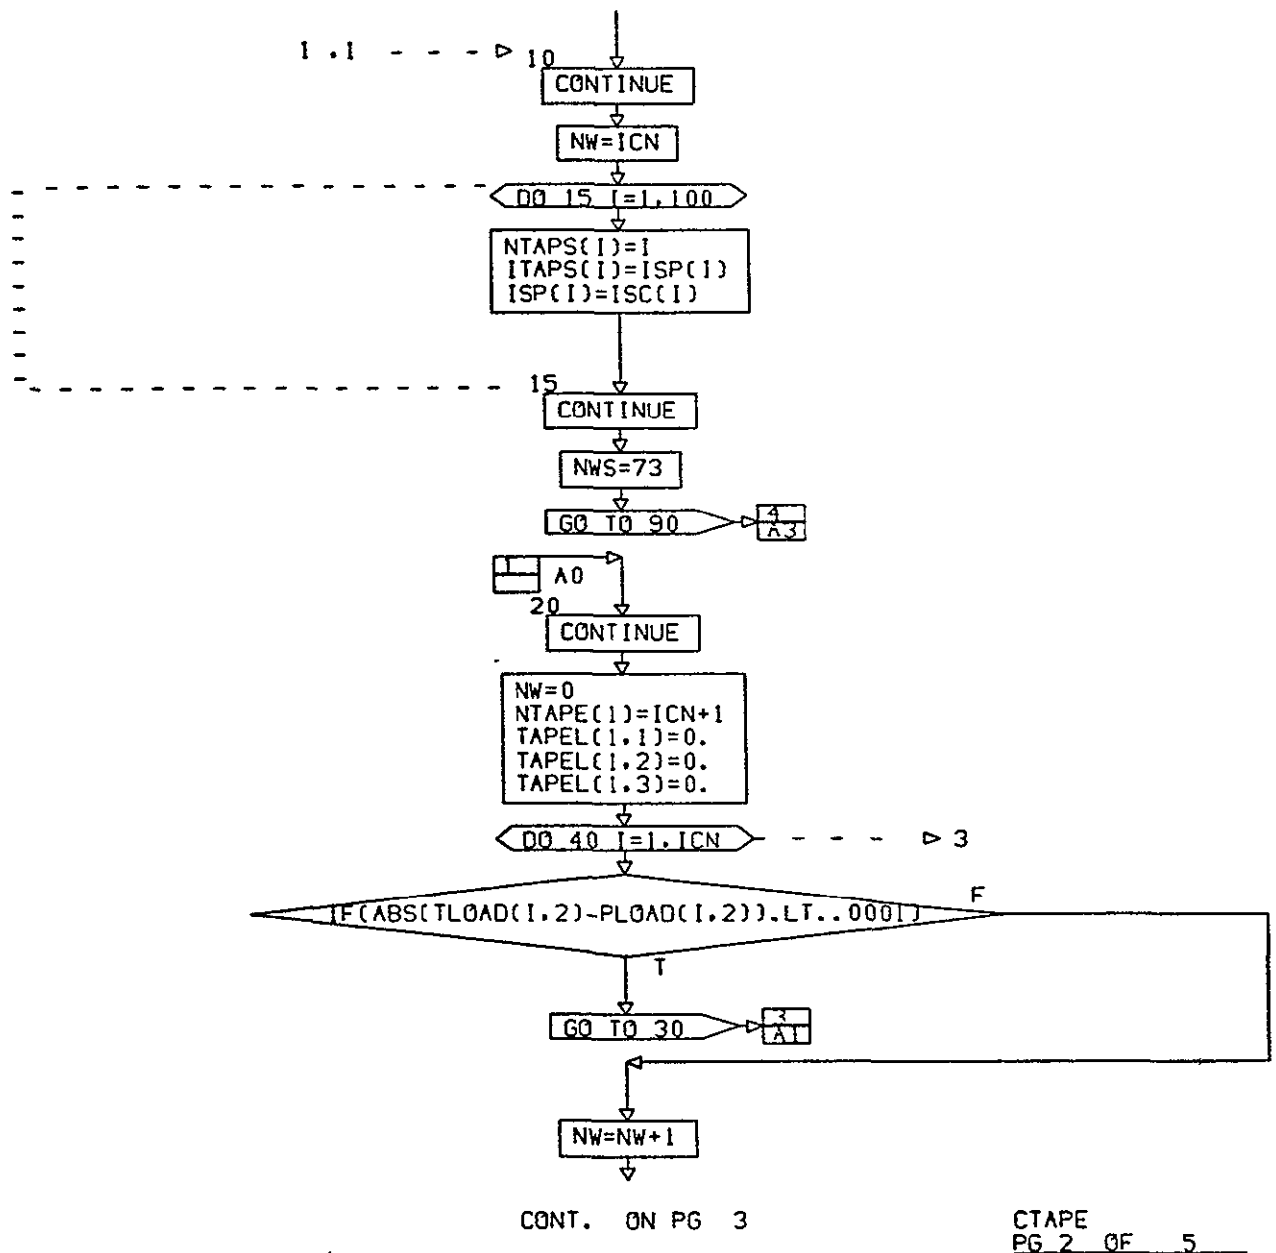 1 .1
10
CONTINUE
NW=ICN
DO 15 I=1,100
NTAPS(I)=I
ITAPS(I)=ISP(I)
ISP(I)=ISC(I)
15
CONTINUE
NWS=73
GO TO 90
4
A3
1
A0
20
CONTINUE
NW=0
NTAPE(1)=ICN+1
TAPEL(1,1)=0.
TAPEL(1,2)=0.
TAPEL(1,3)=0.
DO 40 I=1,ICN
3
IF(ABS(TLOAD(I,2)-PLOAD(I,2)).LT..0001)
F
T
GO TO 30
3
A1
NW=NW+1
CONT. ON PG 3
CTAPE
PG 2 OF 5